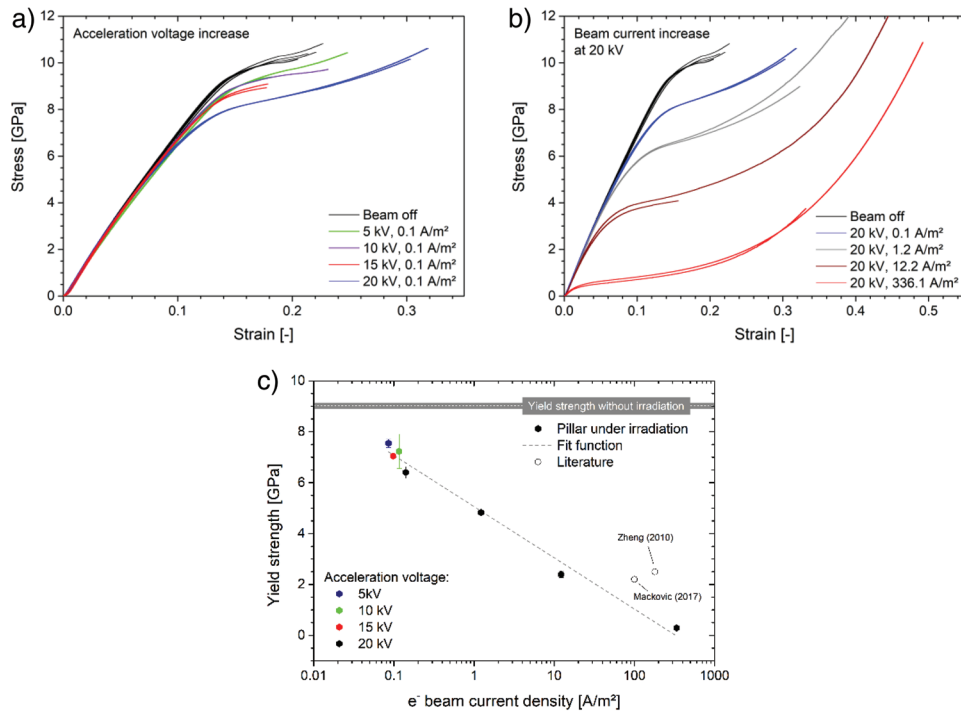 a)
Acceleration voltage increase
Stress [GPa]
12
10
8
6
4
2
0
0.0 0.1 0.2 0.3
Strain [-]
Beam off
5 kV, 0.1 A/m²
10 kV, 0.1 A/m²
15 kV, 0.1 A/m²
20 kV, 0.1 A/m²
b)
Beam current increase
at 20 kV
Stress [GPa]
12
10
8
6
4
2
0
0.0 0.1 0.2 0.3 0.4 0.5
Strain [-]
Beam off
20 kV, 0.1 A/m²
20 kV, 1.2 A/m²
20 kV, 12.2 A/m²
20 kV, 336.1 A/m²
c)
Yield strength [GPa]
10
9
8
7
6
5
4
3
2
1
0
Yield strength without irradiation
Pillar under irradiation
Fit function
Literature
Zheng (2010)
Mackovic (2017)
Acceleration voltage:
5kV
10 kV
15 kV
20 kV
0.01 0.1 1 10 100 1000
e⁻ beam current density [A/m²]